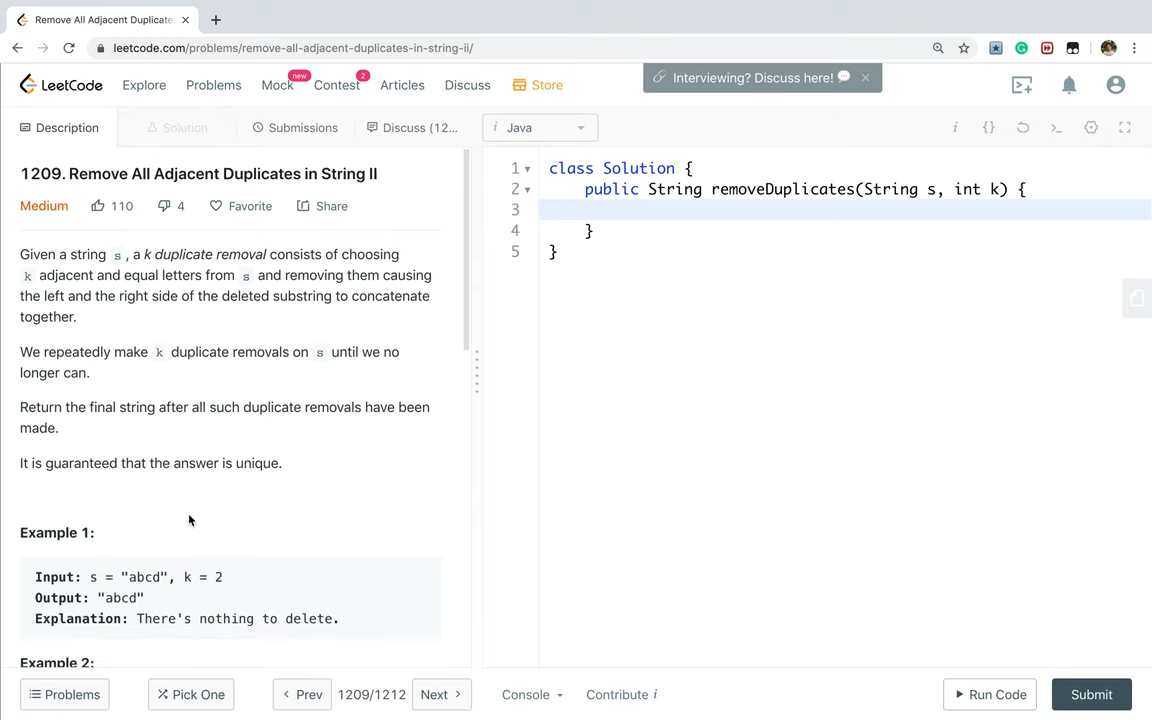 Remove All Adjacent Duplicate
leetcode.com/problems/remove-all-adjacent-duplicates-in-string-ii/
LeetCode Explore Problems Mock new Contest 2 Articles Discuss Store
Interviewing? Discuss here!
Description Solution Submissions Discuss (12... i Java
1209. Remove All Adjacent Duplicates in String II
Medium 110 4 Favorite Share
Given a string s , a k duplicate removal consists of choosing
k adjacent and equal letters from s and removing them causing
the left and the right side of the deleted substring to concatenate
together.
We repeatedly make k duplicate removals on s until we no
longer can.
Return the final string after all such duplicate removals have been
made.
It is guaranteed that the answer is unique.
Example 1:
Input: s = "abcd", k = 2
Output: "abcd"
Explanation: There's nothing to delete.
Example 2:
1 class Solution {
2 public String removeDuplicates(String s, int k) {
3
4 }
5 }
Problems Pick One < Prev 1209/1212 Next > Console Contribute i Run Code Submit